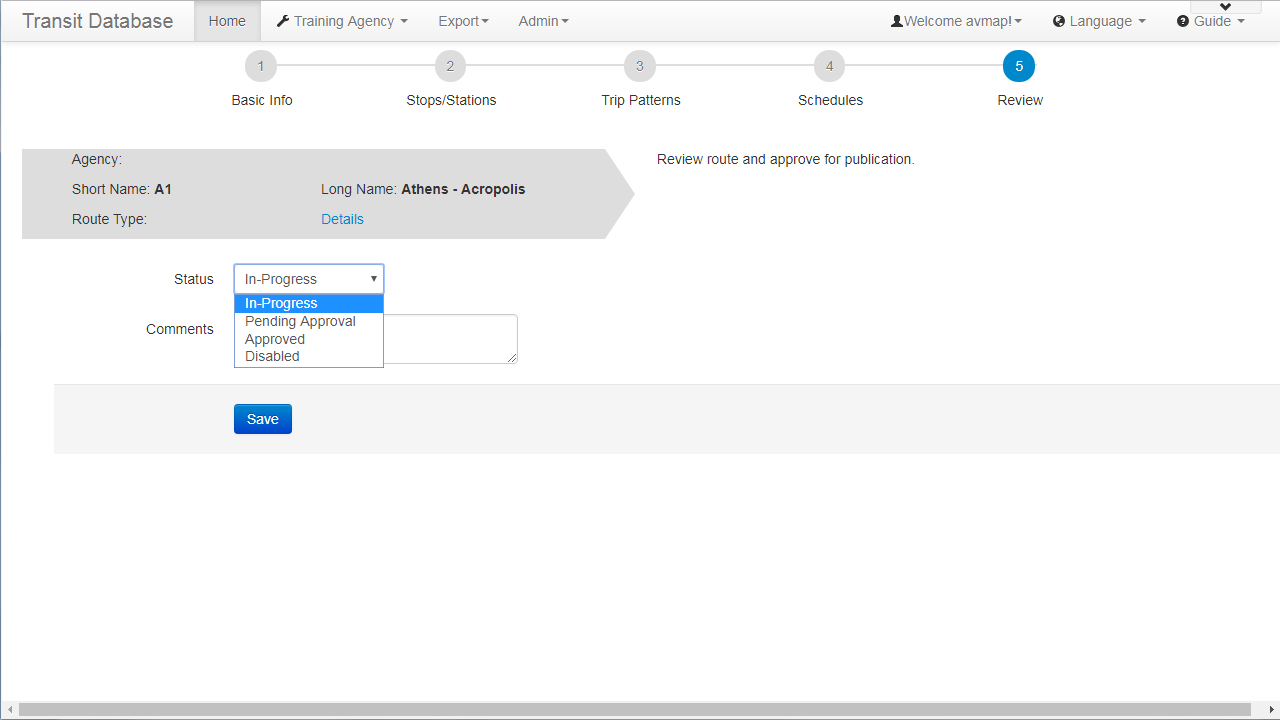 Transit Database Home Training Agency Export Admin Welcome avmap! Language Guide
1 2 3 4 5
Basic Info Stops/Stations Trip Patterns Schedules Review
Agency: Review route and approve for publication.
Short Name: A1 Long Name: Athens - Acropolis
Route Type: Details
Status In-Progress
In-Progress
Pending Approval
Comments
Approved
Disabled
Save